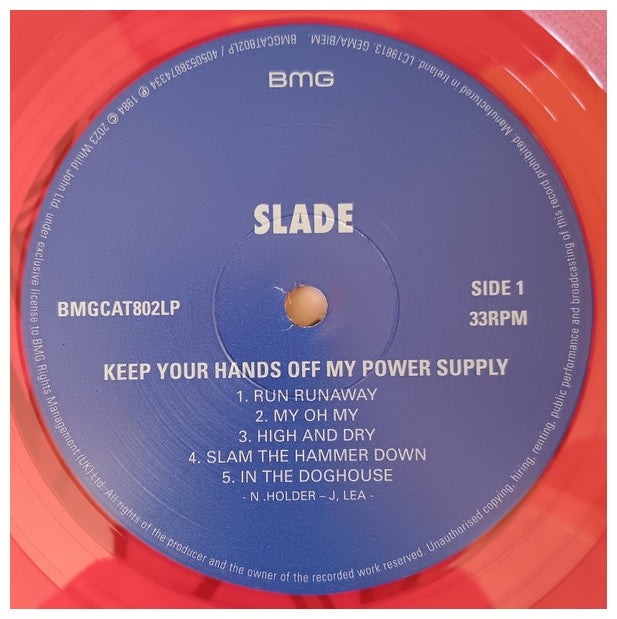 BMG
SLADE
BMGCAT802LP
SIDE 1
33RPM
KEEP YOUR HANDS OFF MY POWER SUPPLY
1. RUN RUNAWAY
2. MY OH MY
3. HIGH AND DRY
4. SLAM THE HAMMER DOWN
5. IN THE DOGHOUSE
- N .HOLDER – J, LEA -
℗ 1984 © 2023 Whild John Ltd under exclusive license to BMG Rights Management (UK) Ltd. All rights of the producer and the owner of the recorded work reserved. Unauthorised copying, hiring, renting, public performance and broadcasting of this record prohibited. Manufactured in Ireland. LC19813. GEMA/BIEM. BMGCAT802LP / 4050538874334